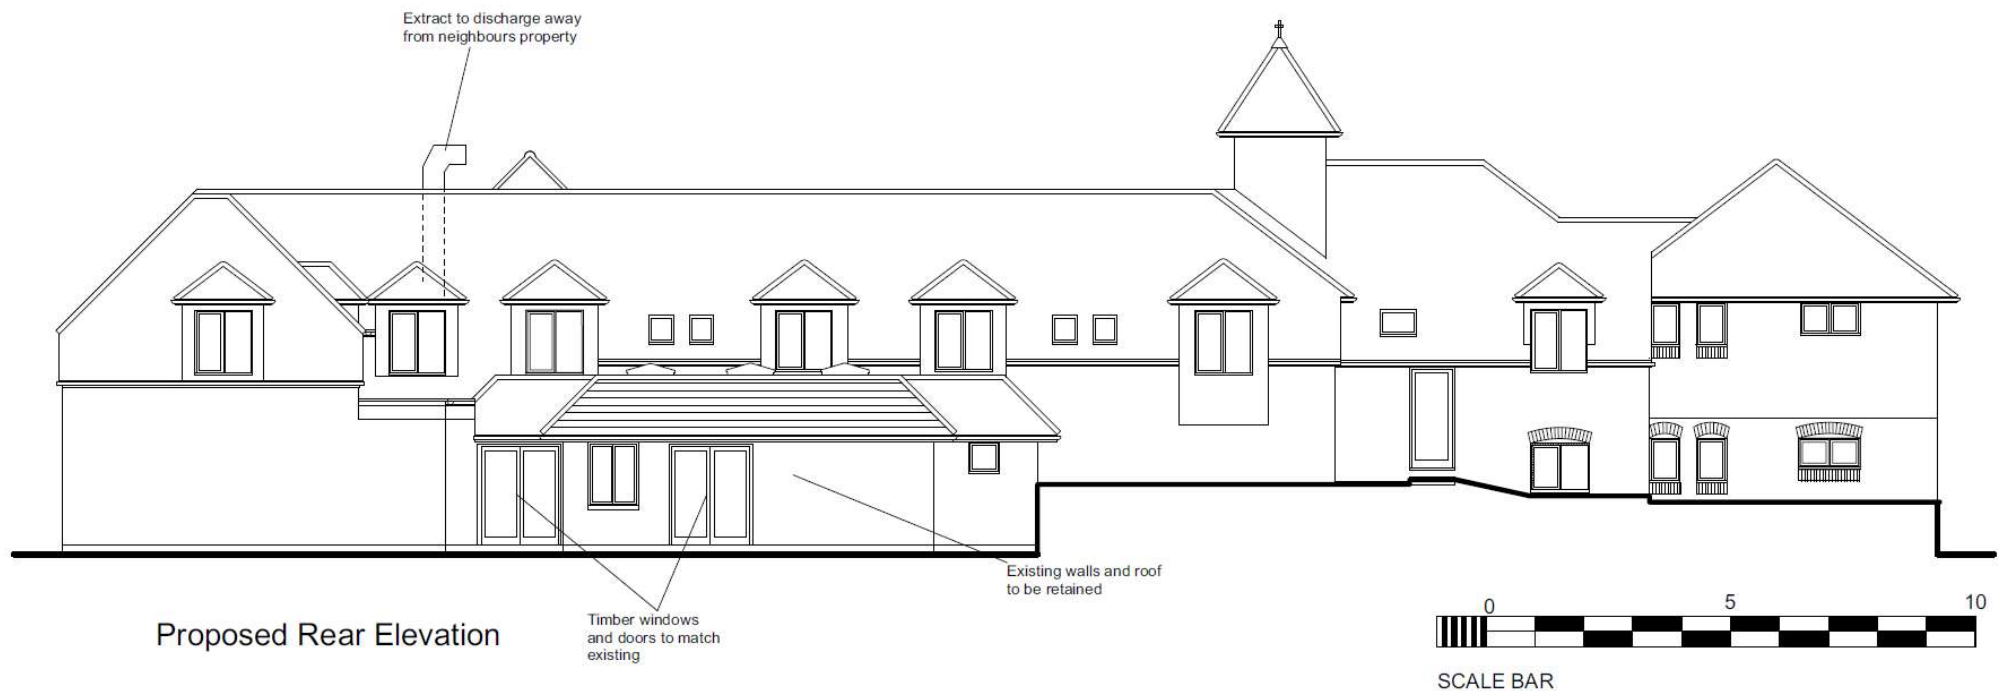 Extract to discharge away
from neighbours property
Existing walls and roof
to be retained
Timber windows
and doors to match
existing
Proposed Rear Elevation
0 5 10
SCALE BAR